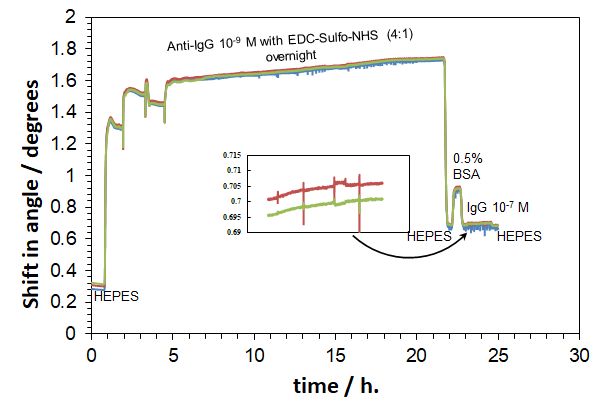 2
1.8
1.6
1.4
1.2
1
0.8
0.6
0.4
0.2
0
Shift in angle / degrees
Anti-IgG 10-9 M with EDC-Sulfo-NHS (4:1)
overnight
0.715
0.71
0.705
0.7
0.695
0.69
0.5%
BSA
IgG 10-7 M
HEPES
HEPES
HEPES
0 5 10 15 20 25 30
time / h.